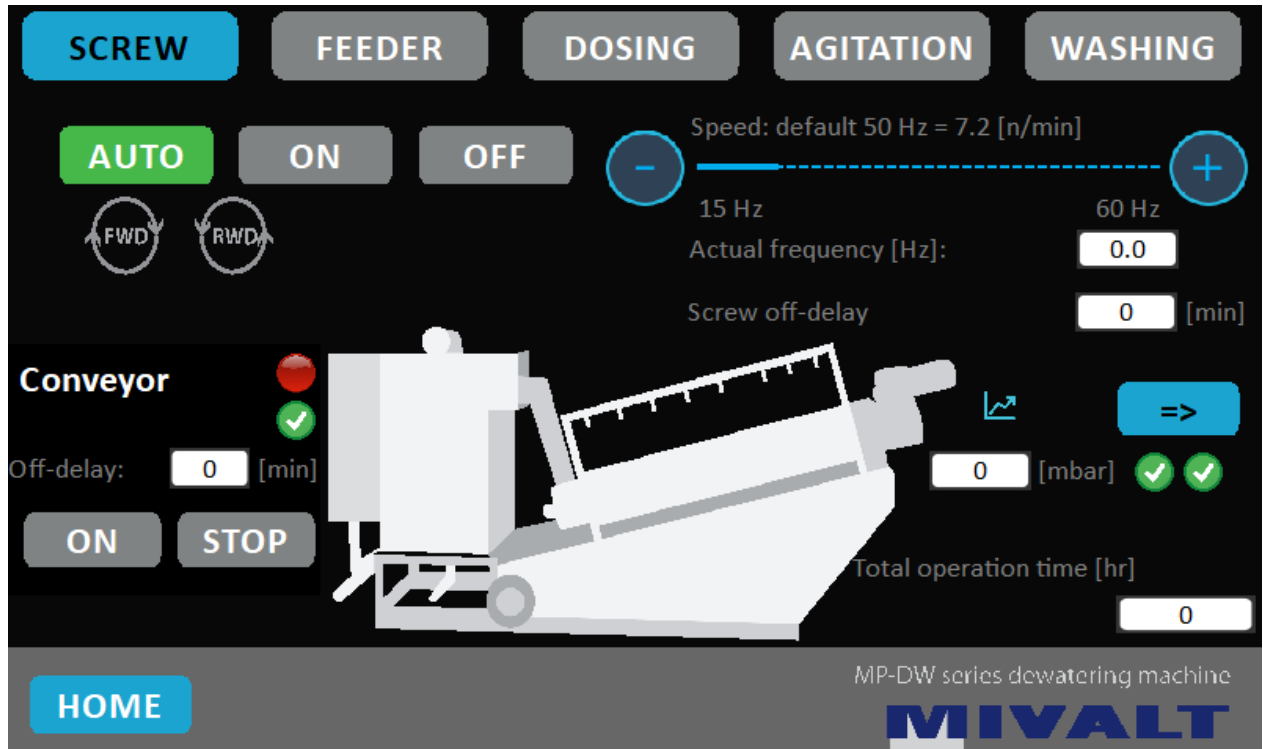 SCREW FEEDER DOSING AGITATION WASHING
AUTO ON OFF
Speed: default 50 Hz = 7.2 [n/min]
- +
15 Hz 60 Hz
FWD RWD
Actual frequency [Hz]: 0.0
Screw off-delay 0 [min]
Conveyor
=>
Off-delay: 0 [min]
0 [mbar]
ON STOP
Total operation time [hr]
0
MP-DW series dewatering machine
HOME
MIVALT